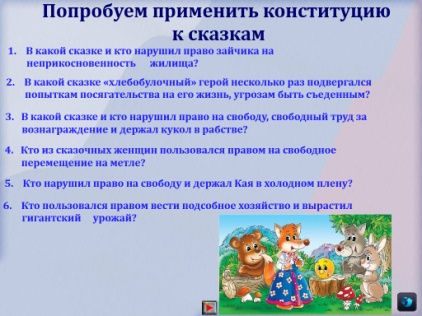 Попробуем применить конституцию
к сказкам
1. В какой сказке и кто нарушил право зайчика на
неприкосновенность жилища?
2. В какой сказке «хлебобулочный» герой несколько раз подвергался
попыткам посягательства на его жизнь, угрозам быть съеденным?
3. В какой сказке и кто нарушил право на свободу, свободный труд за
вознаграждение и держал кукол в рабстве?
4. Кто из сказочных женщин пользовался правом на свободное
перемещение на метле?
5. Кто нарушил право на свободу и держал Кая в холодном плену?
6. Кто пользовался правом вести подсобное хозяйство и вырастил
гигантский урожай?